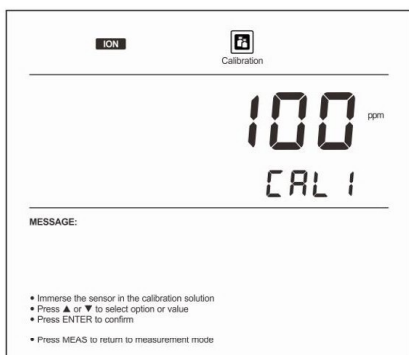 ION
Calibration
100 ppm
CAL 1
MESSAGE:
• Immerse the sensor in the calibration solution
• Press ▲ or ▼ to select option or value
• Press ENTER to confirm
• Press MEAS to return to measurement mode